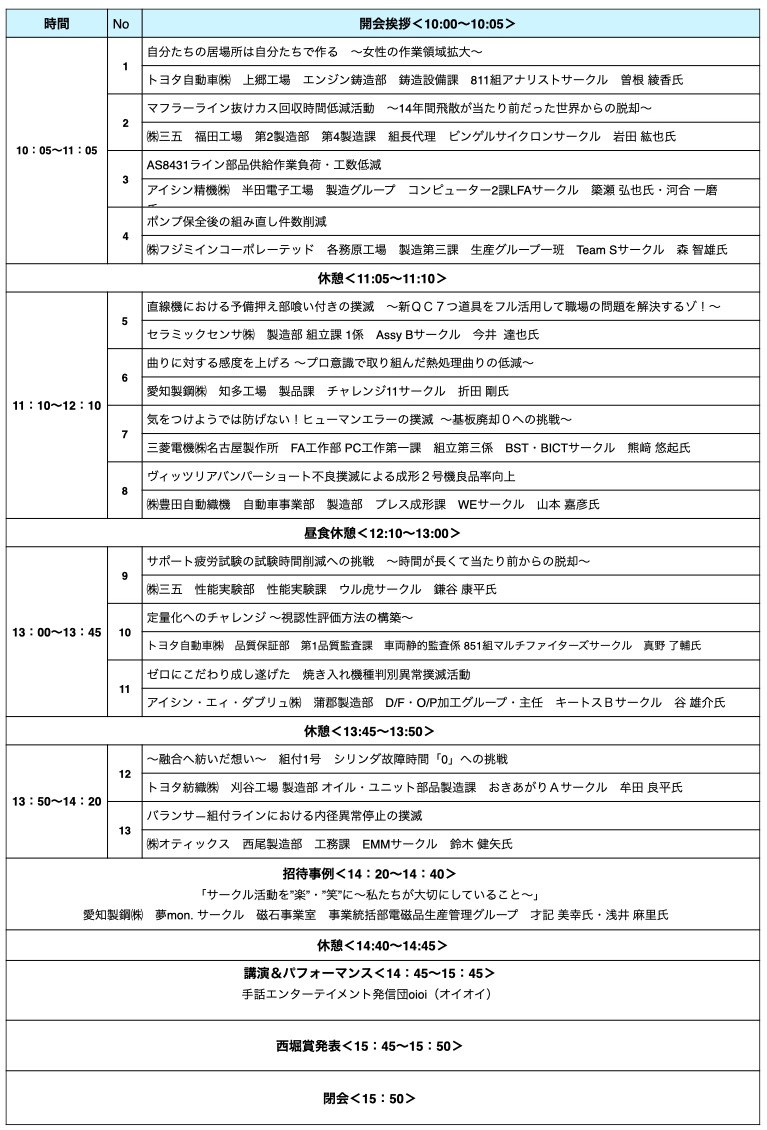 時間 No 開会挨拶＜10:00～10:05＞
10：05～11：05
1
自分たちの居場所は自分たちで作る　～女性の作業領域拡大～
トヨタ自動車㈱　上郷工場　エンジン鋳造部　鋳造設備課　811組アナリストサークル　曽根 綾香氏
2
マフラーライン抜けカス回収時間低減活動　～14年間飛散が当たり前だった世界からの脱却～
㈱三五　福田工場　第2製造部　第4製造課　組長代理　ビンゲルサイクロンサークル　岩田 紘也氏
3
AS8431ライン部品供給作業負荷・工数低減
アイシン精機㈱　半田電子工場　製造グループ　コンピューター2課LFAサークル　簗瀬 弘也氏・河合 一磨
4
ポンプ保全後の組み直し件数削減
㈱フジミインコーポレーテッド　各務原工場　製造第三課　生産グループ一班　Team Sサークル　森 智雄氏
休憩＜11:05～11:10＞
11：10～12：10
5
直線機における予備押え部喰い付きの撲滅　～新ＱＣ７つ道具をフル活用して職場の問題を解決するゾ！～
セラミックセンサ㈱　製造部 組立課 1係　Assy Bサークル　今井 達也氏
6
曲りに対する感度を上げろ ～プロ意識で取り組んだ熱処理曲りの低減～
愛知製鋼㈱　知多工場　製品課　チャレンジ11サークル　折田 剛氏
7
気をつけようでは防げない！ヒューマンエラーの撲滅 ～基板廃却０への挑戦～
三菱電機㈱名古屋製作所　FA工作部 PC工作第一課　組立第三係　BST・BICTサークル　熊﨑 悠起氏
8
ヴィッツリアバンパーショート不良撲滅による成形２号機良品率向上
㈱豊田自動織機　自動車事業部　製造部　プレス成形課　WEサークル　山本 嘉彦氏
昼食休憩＜12:10～13:00＞
13：00～13：45
9
サポート疲労試験の試験時間削減への挑戦　～時間が長くて当たり前からの脱却～
㈱三五　性能実験部　性能実験課　ウル虎サークル　鎌谷 康平氏
10
定量化へのチャレンジ ～視認性評価方法の構築～
トヨタ自動車㈱　品質保証部　第1品質監査課　車両静的監査係 851組マルチファイターズサークル　真野 了輔氏
11
ゼロにこだわり成し遂げた　焼き入れ機種判別異常撲滅活動
アイシン・エィ・ダブリュ㈱　蒲郡製造部　D/F・O/P加工グループ・主任　キートスＢサークル　谷 雄介氏
休憩＜13:45～13:50＞
13：50～14：20
12
～融合へ紡いだ想い～　組付1号　シリンダ故障時間「0」への挑戦
トヨタ紡織㈱　刈谷工場 製造部 オイル・ユニット部品製造課　おきあがりＡサークル　牟田 良平氏
13
バランサー組付ラインにおける内径異常停止の撲滅
㈱オティックス　西尾製造部　工務課　EMMサークル　鈴木 健矢氏
招待事例＜14：20～14：40＞
「サークル活動を”楽”・”笑”に～私たちが大切にしていること～」
愛知製鋼㈱　夢mon. サークル　磁石事業室　事業統括部電磁品生産管理グループ　才記 美幸氏・浅井 麻里氏
休憩＜14:40～14:45＞
講演＆パフォーマンス＜14：45～15：45＞
手話エンターテイメント発信団oioi（オイオイ）
西堀賞発表＜15：45～15：50＞
閉会＜15：50＞